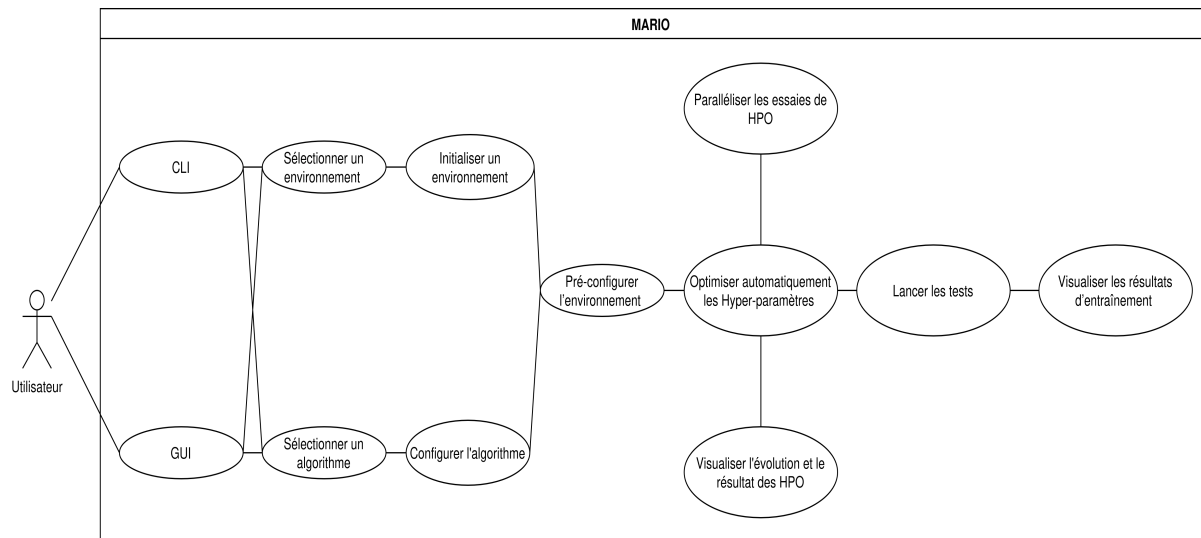 MARIO
Paralléliser les essaies de
HPO
CLI
Sélectionner un
environnement
Initialiser un
environnement
Pré-configurer
l'environnement
Optimiser automatiquement
les Hyper-paramètres
Lancer les tests
Visualiser les résultats
d'entraînement
Utilisateur
GUI
Sélectionner un
algorithme
Configurer l'algorithme
Visualiser l'évolution et le
résultat des HPO